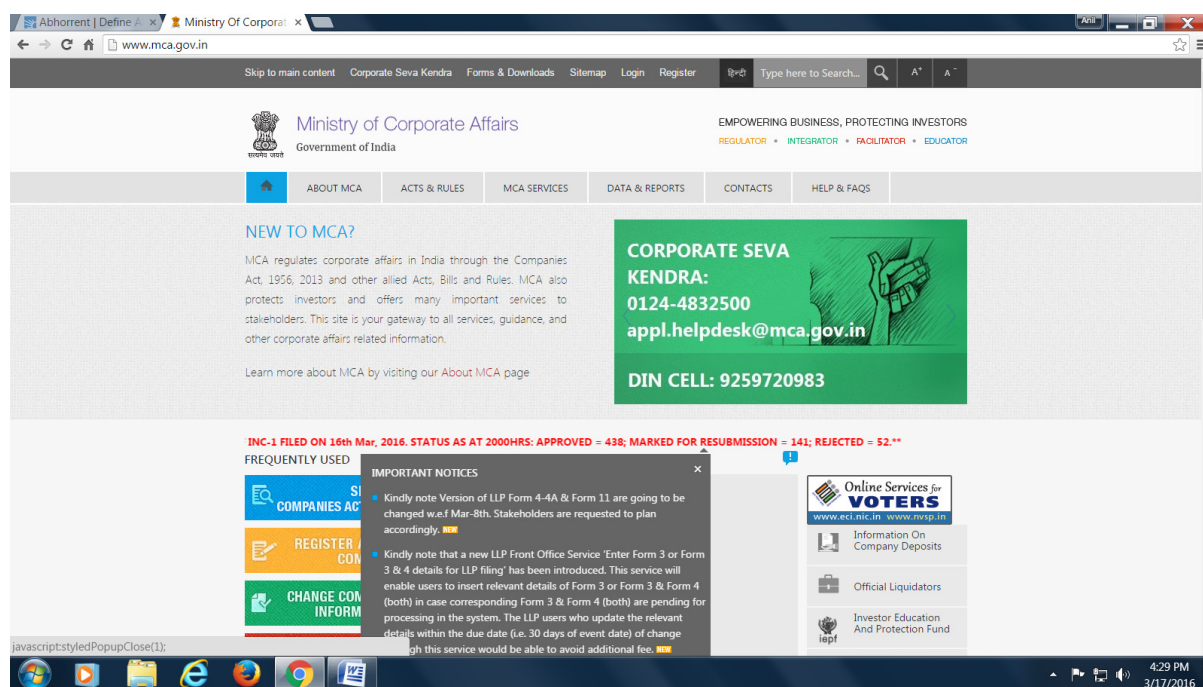 Abhorrent | Define A
Ministry Of Corporat
Anil
www.mca.gov.in
Skip to main content Corporate Seva Kendra Forms & Downloads Sitemap Login Register हिन्दी Type here to Search... A+ A-
Ministry of Corporate Affairs
Government of India
सत्यमेव जयते
EMPOWERING BUSINESS, PROTECTING INVESTORS
REGULATOR • INTEGRATOR • FACILITATOR • EDUCATOR
ABOUT MCA ACTS & RULES MCA SERVICES DATA & REPORTS CONTACTS HELP & FAQS
NEW TO MCA?
MCA regulates corporate affairs in India through the Companies
Act, 1956, 2013 and other allied Acts, Bills and Rules. MCA also
protects investors and offers many important services to
stakeholders. This site is your gateway to all services, guidance, and
other corporate affairs related information.
Learn more about MCA by visiting our About MCA page
CORPORATE SEVA
KENDRA:
0124-4832500
appl.helpdesk@mca.gov.in
DIN CELL: 9259720983
INC-1 FILED ON 16th Mar, 2016. STATUS AS AT 2000HRS: APPROVED = 438; MARKED FOR RESUBMISSION = 141; REJECTED = 52.**
FREQUENTLY USED
COMPANIES AC
REGISTER
CHANGE COM
INFORM
IMPORTANT NOTICES ×
Kindly note Version of LLP Form 4-4A & Form 11 are going to be
changed w.e.f Mar-8th. Stakeholders are requested to plan
accordingly. NEW
Kindly note that a new LLP Front Office Service 'Enter Form 3 or Form
3 & 4 details for LLP filing' has been introduced. This service will
enable users to insert relevant details of Form 3 or Form 3 & Form 4
(both) in case corresponding Form 3 & Form 4 (both) are pending for
processing in the system. The LLP users who update the relevant
details within the due date (i.e. 30 days of event date) of change
gh this service would be able to avoid additional fee. NEW
Online Services for
VOTERS
www.eci.nic.in www.nvsp.in
Information On
Company Deposits
Official Liquidators
Investor Education
And Protection Fund
iepf
javascript:styledPopupClose(1);
4:29 PM
3/17/2016